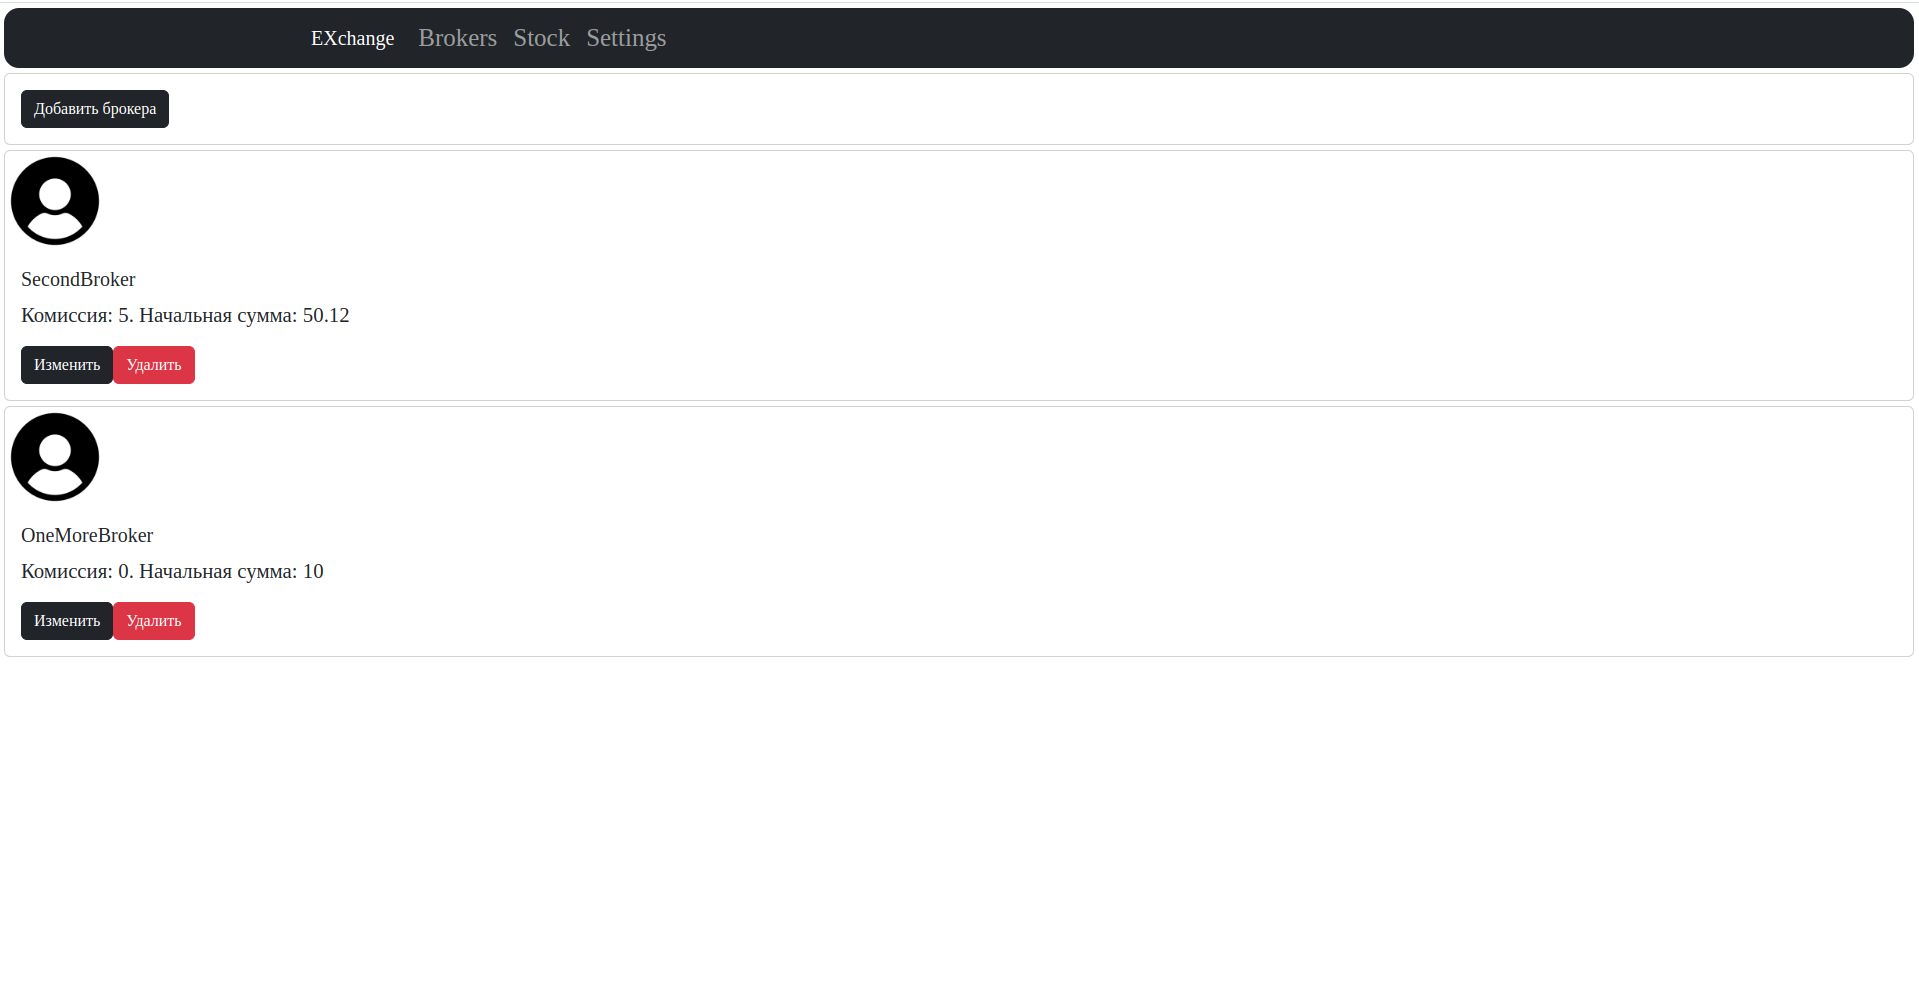 EXchange Brokers Stock Settings
Добавить брокера
SecondBroker
Комиссия: 5. Начальная сумма: 50.12
Изменить Удалить
OneMoreBroker
Комиссия: 0. Начальная сумма: 10
Изменить Удалить